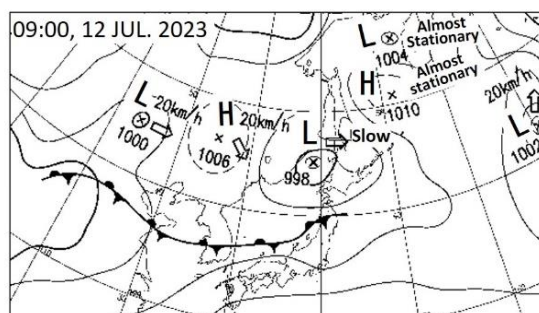 09:00, 12 JUL. 2023
L
Almost
Stationary
1004
H
Almost
stationary
1010
L
20km/h
1000
H
20km/h
1006
L
Slow
998
20km/h
L
1002